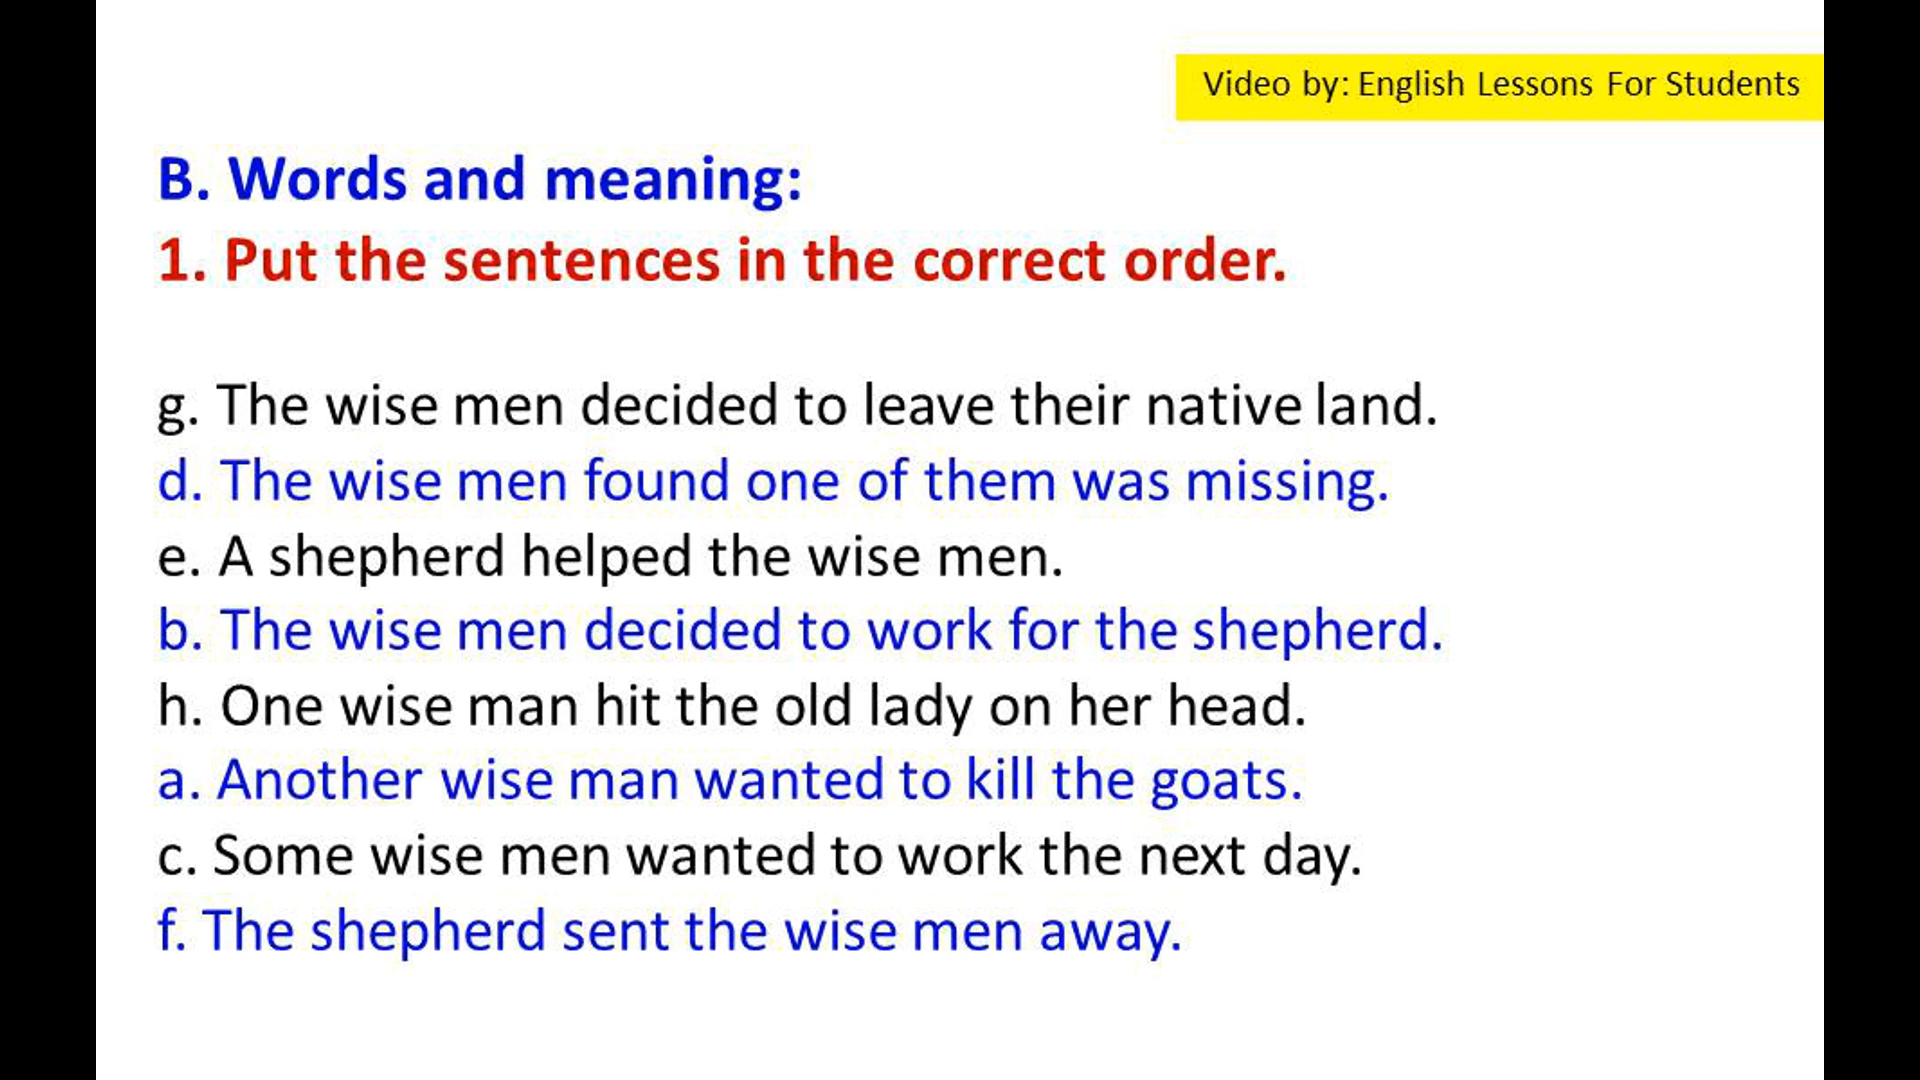 Video by: English Lessons For Students
B. Words and meaning:
1. Put the sentences in the correct order.
g. The wise men decided to leave their native land.
d. The wise men found one of them was missing.
e. A shepherd helped the wise men.
b. The wise men decided to work for the shepherd.
h. One wise man hit the old lady on her head.
a. Another wise man wanted to kill the goats.
c. Some wise men wanted to work the next day.
f. The shepherd sent the wise men away.